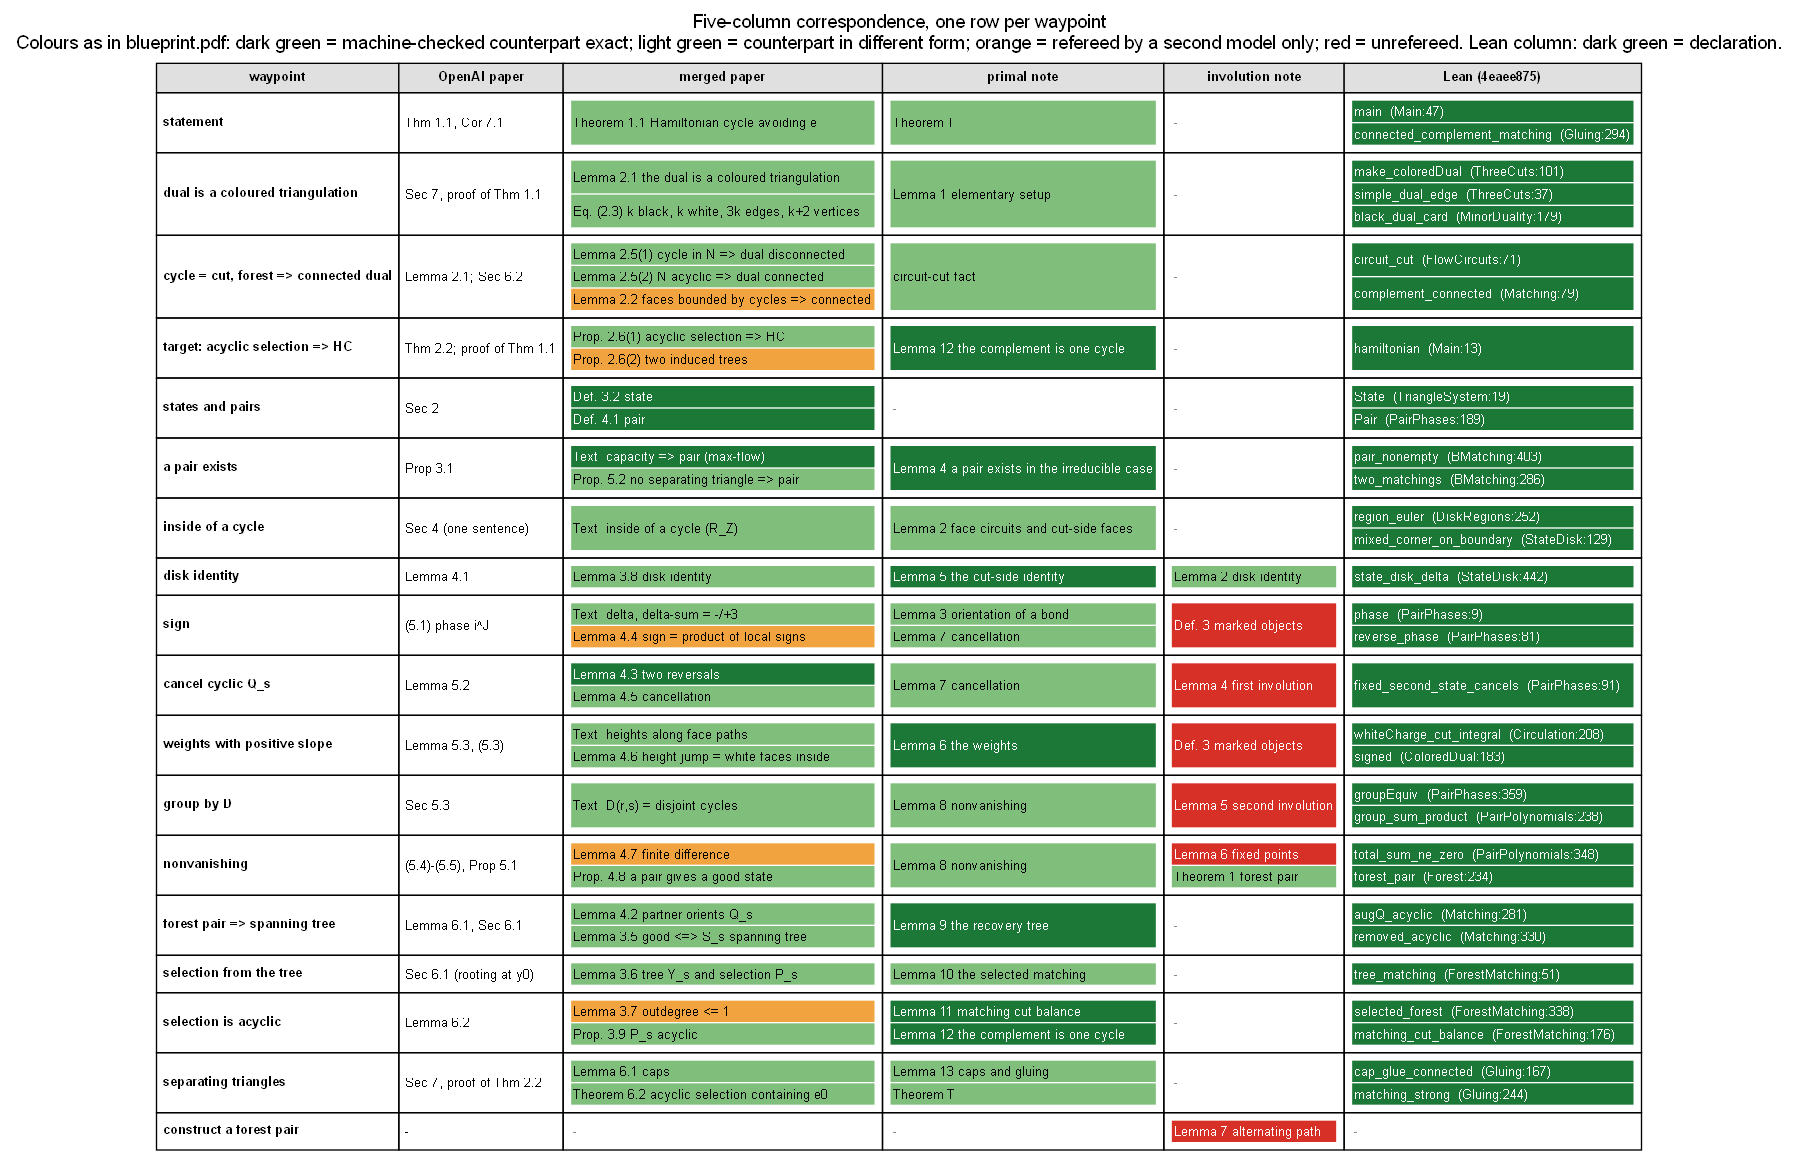 Five-column correspondence, one row per waypoint
Colours as in blueprint.pdf: dark green = machine-checked counterpart exact; light green = counterpart in different form; orange = refereed by a second model only; red = unrefereed. Lean column: dark green = declaration.
waypoint OpenAI paper merged paper primal note involution note Lean (4eaee875)
statement Thm 1.1, Cor 7.1 Theorem 1.1 Hamiltonian cycle avoiding e Theorem T - main (Main:47)
connected_complement_matching (Gluing:294)
dual is a coloured triangulation Sec 7, proof of Thm 1.1 Lemma 2.1 the dual is a coloured triangulation Lemma 1 elementary setup - make_coloredDual (ThreeCuts:101)
simple_dual_edge (ThreeCuts:37)
Eq. (2.3) k black, k white, 3k edges, k+2 vertices black_dual_card (MinorDuality:179)
cycle = cut, forest => connected dual Lemma 2.1; Sec 6.2 Lemma 2.5(1) cycle in N => dual disconnected circuit-cut fact - circuit_cut (FlowCircuits:71)
Lemma 2.5(2) N acyclic => dual connected
Lemma 2.2 faces bounded by cycles => connected complement_connected (Matching:79)
target: acyclic selection => HC Thm 2.2; proof of Thm 1.1 Prop. 2.6(1) acyclic selection => HC Lemma 12 the complement is one cycle - hamiltonian (Main:13)
Prop. 2.6(2) two induced trees
states and pairs Sec 2 Def. 3.2 state - - State (TriangleSystem:19)
Def. 4.1 pair Pair (PairPhases:189)
a pair exists Prop 3.1 Text capacity => pair (max-flow) Lemma 4 a pair exists in the irreducible case - pair_nonempty (BMatching:403)
Prop. 5.2 no separating triangle => pair two_matchings (BMatching:286)
inside of a cycle Sec 4 (one sentence) Text inside of a cycle (R_Z) Lemma 2 face circuits and cut-side faces - region_euler (DiskRegions:252)
mixed_corner_on_boundary (StateDisk:129)
disk identity Lemma 4.1 Lemma 3.8 disk identity Lemma 5 the cut-side identity Lemma 2 disk identity state_disk_delta (StateDisk:442)
sign (5.1) phase i^J Text delta, delta-sum = -/+3 Lemma 3 orientation of a bond Def. 3 marked objects phase (PairPhases:9)
Lemma 4.4 sign = product of local signs Lemma 7 cancellation reverse_phase (PairPhases:81)
cancel cyclic Q_s Lemma 5.2 Lemma 4.3 two reversals Lemma 7 cancellation Lemma 4 first involution fixed_second_state_cancels (PairPhases:91)
Lemma 4.5 cancellation
weights with positive slope Lemma 5.3, (5.3) Text heights along face paths Lemma 6 the weights Def. 3 marked objects whiteCharge_cut_integral (Circulation:208)
Lemma 4.6 height jump = white faces inside signed (ColoredDual:183)
group by D Sec 5.3 Text D(r,s) = disjoint cycles Lemma 8 nonvanishing Lemma 5 second involution groupEquiv (PairPhases:359)
group_sum_product (PairPolynomials:238)
nonvanishing (5.4)-(5.5), Prop 5.1 Lemma 4.7 finite difference Lemma 8 nonvanishing Lemma 6 fixed points total_sum_ne_zero (PairPolynomials:348)
Prop. 4.8 a pair gives a good state Theorem 1 forest pair forest_pair (Forest:234)
forest pair => spanning tree Lemma 6.1, Sec 6.1 Lemma 4.2 partner orients Q_s Lemma 9 the recovery tree - augQ_acyclic (Matching:281)
Lemma 3.5 good <=> S_s spanning tree removed_acyclic (Matching:330)
selection from the tree Sec 6.1 (rooting at y0) Lemma 3.6 tree Y_s and selection P_s Lemma 10 the selected matching - tree_matching (ForestMatching:51)
selection is acyclic Lemma 6.2 Lemma 3.7 outdegree <= 1 Lemma 11 matching cut balance - selected_forest (ForestMatching:338)
Prop. 3.9 P_s acyclic Lemma 12 the complement is one cycle matching_cut_balance (ForestMatching:176)
separating triangles Sec 7, proof of Thm 2.2 Lemma 6.1 caps Lemma 13 caps and gluing - cap_glue_connected (Gluing:167)
Theorem 6.2 acyclic selection containing e0 Theorem T matching_strong (Gluing:244)
construct a forest pair - - - Lemma 7 alternating path -